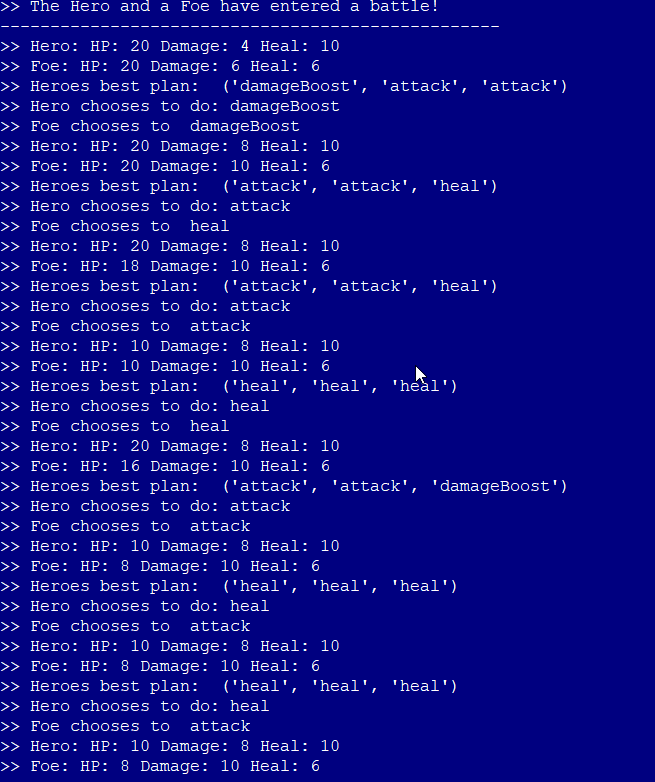 >> The Hero and a Foe have entered a battle!
--------------------------------------------------
>> Hero: HP: 20 Damage: 4 Heal: 10
>> Foe: HP: 20 Damage: 6 Heal: 6
>> Heroes best plan:  ('damageBoost', 'attack', 'attack')
>> Hero chooses to do: damageBoost
>> Foe chooses to  damageBoost
>> Hero: HP: 20 Damage: 8 Heal: 10
>> Foe: HP: 20 Damage: 10 Heal: 6
>> Heroes best plan:  ('attack', 'attack', 'heal')
>> Hero chooses to do: attack
>> Foe chooses to  heal
>> Hero: HP: 20 Damage: 8 Heal: 10
>> Foe: HP: 18 Damage: 10 Heal: 6
>> Heroes best plan:  ('attack', 'attack', 'heal')
>> Hero chooses to do: attack
>> Foe chooses to  attack
>> Hero: HP: 10 Damage: 8 Heal: 10
>> Foe: HP: 10 Damage: 10 Heal: 6
>> Heroes best plan:  ('heal', 'heal', 'heal')
>> Hero chooses to do: heal
>> Foe chooses to  heal
>> Hero: HP: 20 Damage: 8 Heal: 10
>> Foe: HP: 16 Damage: 10 Heal: 6
>> Heroes best plan:  ('attack', 'attack', 'damageBoost')
>> Hero chooses to do: attack
>> Foe chooses to  attack
>> Hero: HP: 10 Damage: 8 Heal: 10
>> Foe: HP: 8 Damage: 10 Heal: 6
>> Heroes best plan:  ('heal', 'heal', 'heal')
>> Hero chooses to do: heal
>> Foe chooses to  attack
>> Hero: HP: 10 Damage: 8 Heal: 10
>> Foe: HP: 8 Damage: 10 Heal: 6
>> Heroes best plan:  ('heal', 'heal', 'heal')
>> Hero chooses to do: heal
>> Foe chooses to  attack
>> Hero: HP: 10 Damage: 8 Heal: 10
>> Foe: HP: 8 Damage: 10 Heal: 6